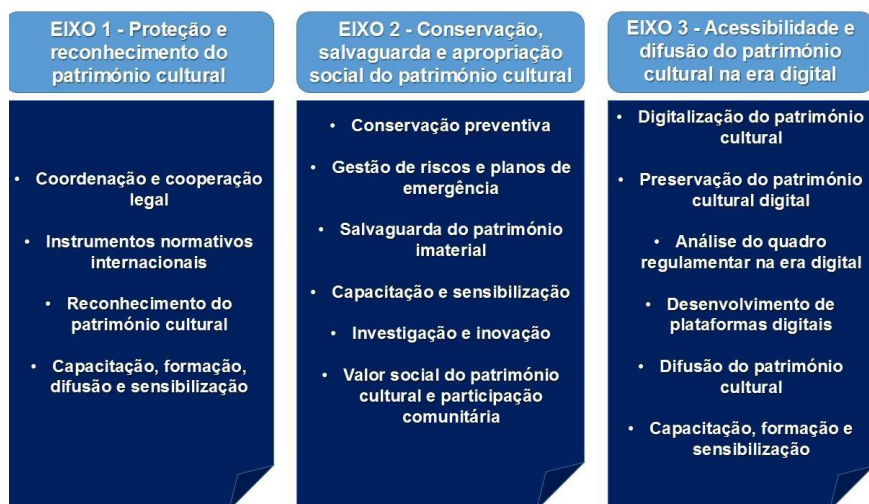 EIXO 1 - Proteção e
reconhecimento do
património cultural
• Coordenação e cooperação
legal
• Instrumentos normativos
internacionais
• Reconhecimento do
património cultural
• Capacitação, formação,
difusão e sensibilização
EIXO 2 - Conservação,
salvaguarda e apropriação
social do património cultural
• Conservação preventiva
• Gestão de riscos e planos de
emergência
• Salvaguarda do património
imaterial
• Capacitação e sensibilização
• Investigação e inovação
• Valor social do património
cultural e participação
comunitária
EIXO 3 - Acessibilidade e
difusão do património
cultural na era digital
• Digitalização do património
cultural
• Preservação do património
cultural digital
• Análise do quadro
regulamentar na era digital
• Desenvolvimento de
plataformas digitais
• Difusão do património
cultural
• Capacitação, formação e
sensibilização